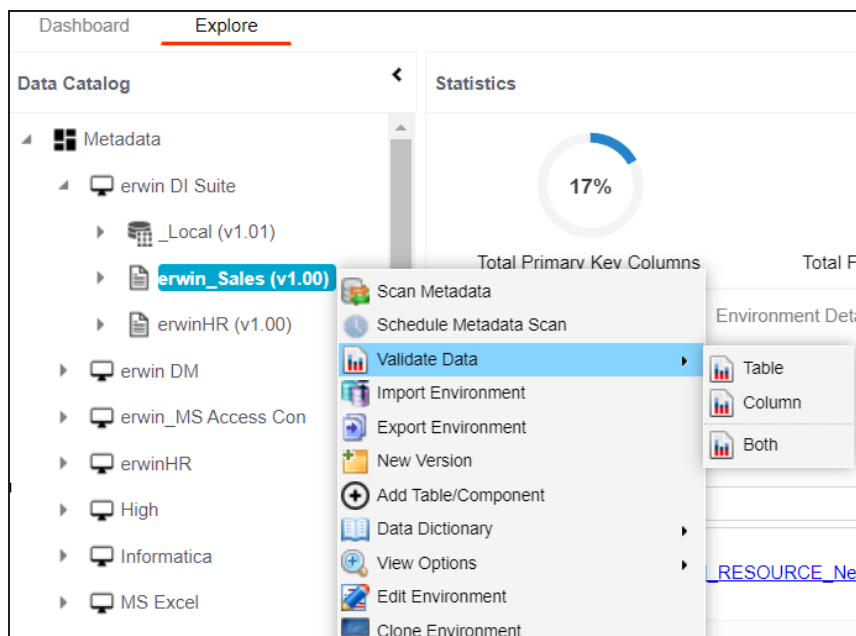 Dashboard
Explore
Data Catalog
Statistics
Metadata
erwin DI Suite
_Local (v1.01)
erwin_Sales (v1.00)
erwinHR (v1.00)
erwin DM
erwin_MS Access Con
erwinHR
High
Informatica
MS Excel
17%
Total Primary Key Columns
Total F
Environment Deta
Scan Metadata
Schedule Metadata Scan
Validate Data
Import Environment
Export Environment
New Version
Add Table/Component
Data Dictionary
View Options
Edit Environment
Clone Environment
Table
Column
Both
_RESOURCE_Ne